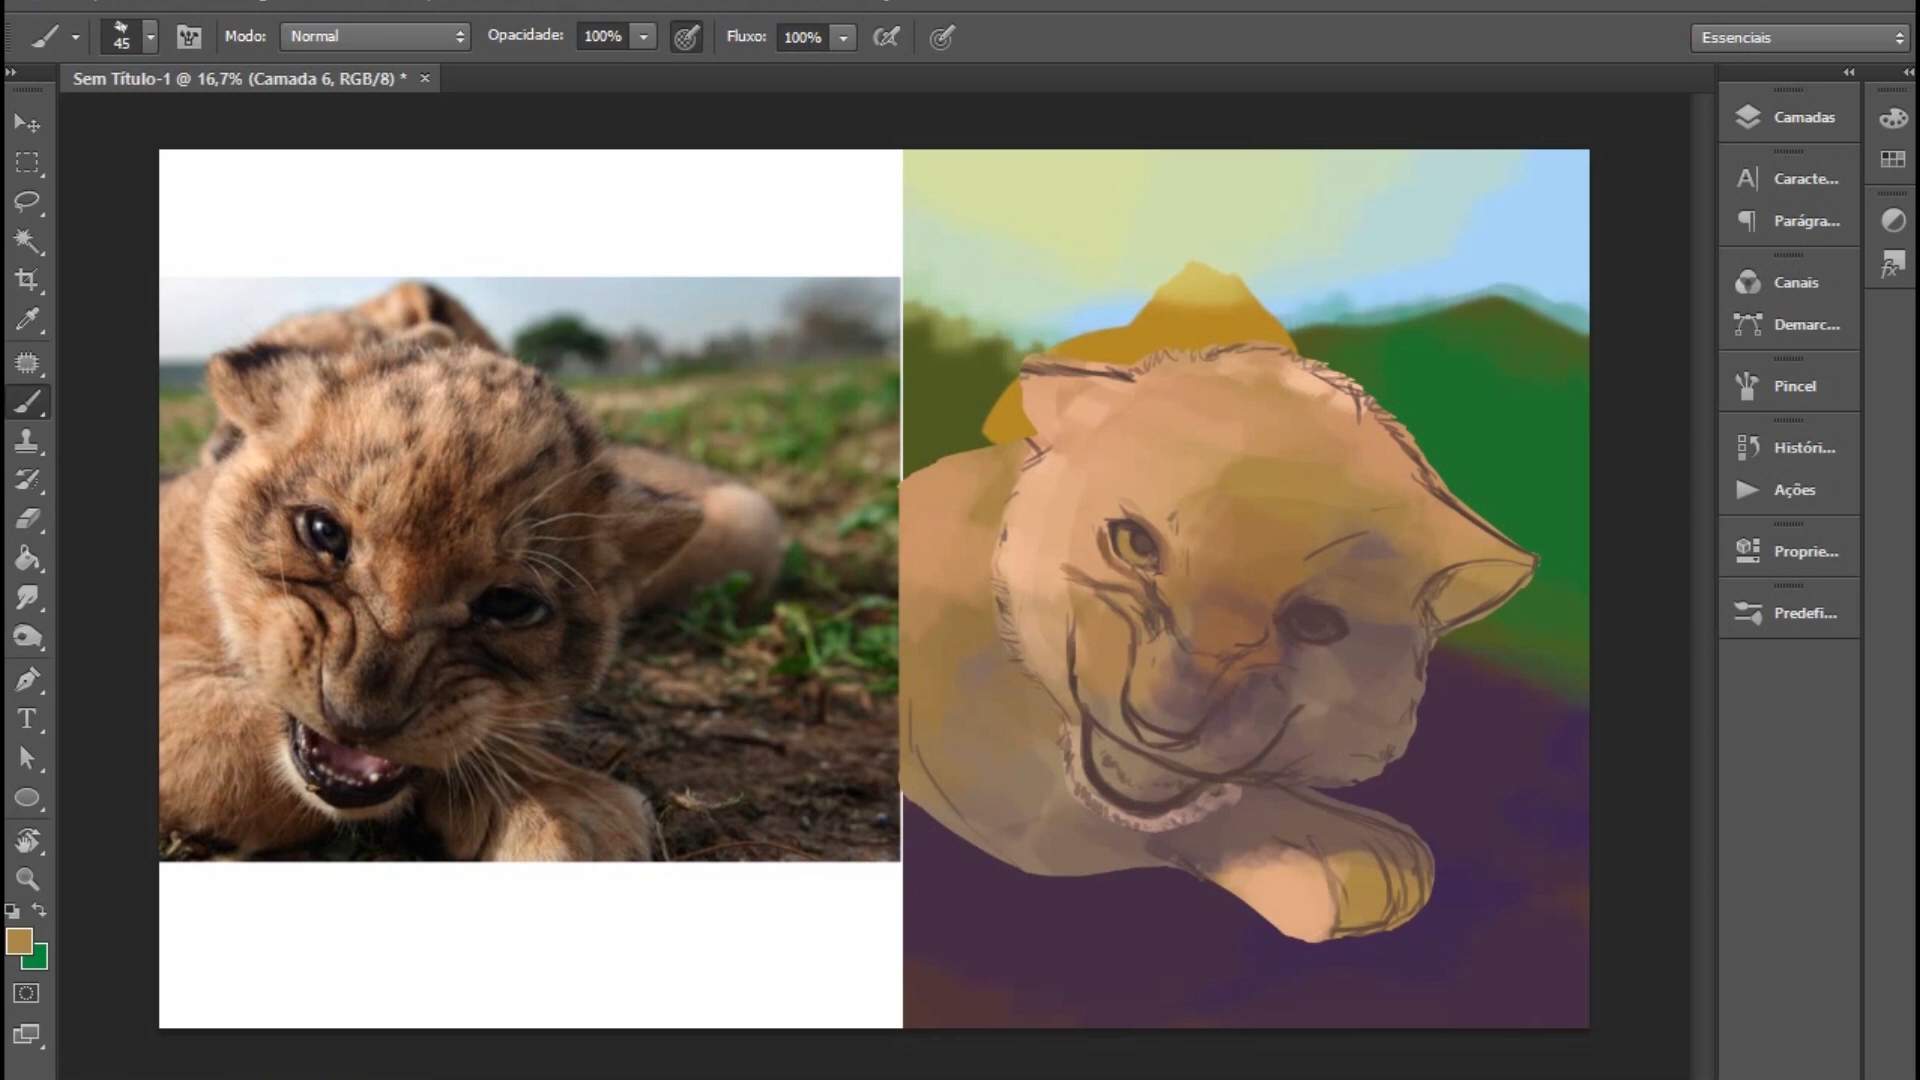 45
Modo:
Normal
Opacidade:
100%
Fluxo:
100%
Essenciais
Sem Título-1 @ 16,7% (Camada 6, RGB/8) *
Camadas
Caracte...
Parágra...
Canais
Demarc...
Pincel
Históri...
Ações
Proprie...
Predefi...